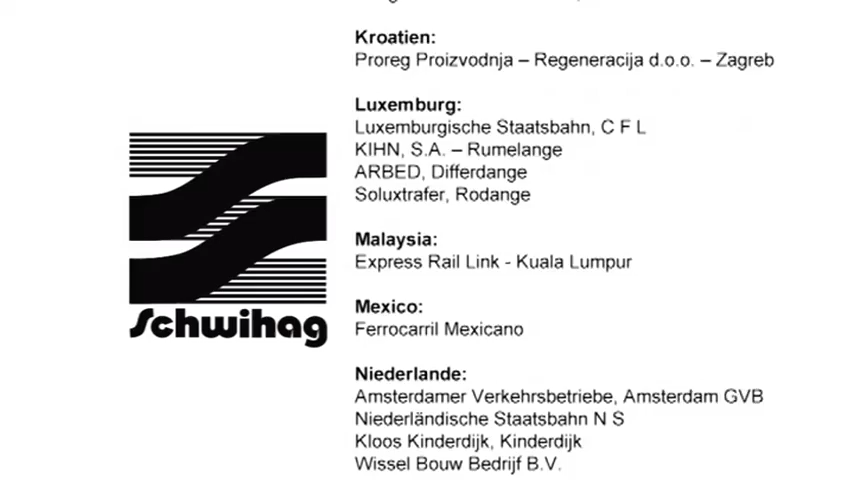 Kroatien:
Proreg Proizvodnja – Regeneracija d.o.o. – Zagreb
Luxemburg:
Luxemburgische Staatsbahn, C F L
KIHN, S.A. – Rumelange
ARBED, Differdange
Soluxtrafer, Rodange
Malaysia:
Express Rail Link - Kuala Lumpur
Mexico:
Ferrocarril Mexicano
Niederlande:
Amsterdamer Verkehrsbetriebe, Amsterdam GVB
Niederländische Staatsbahn N S
Kloos Kinderdijk, Kinderdijk
Wissel Bouw Bedrijf B.V.
Schwihag